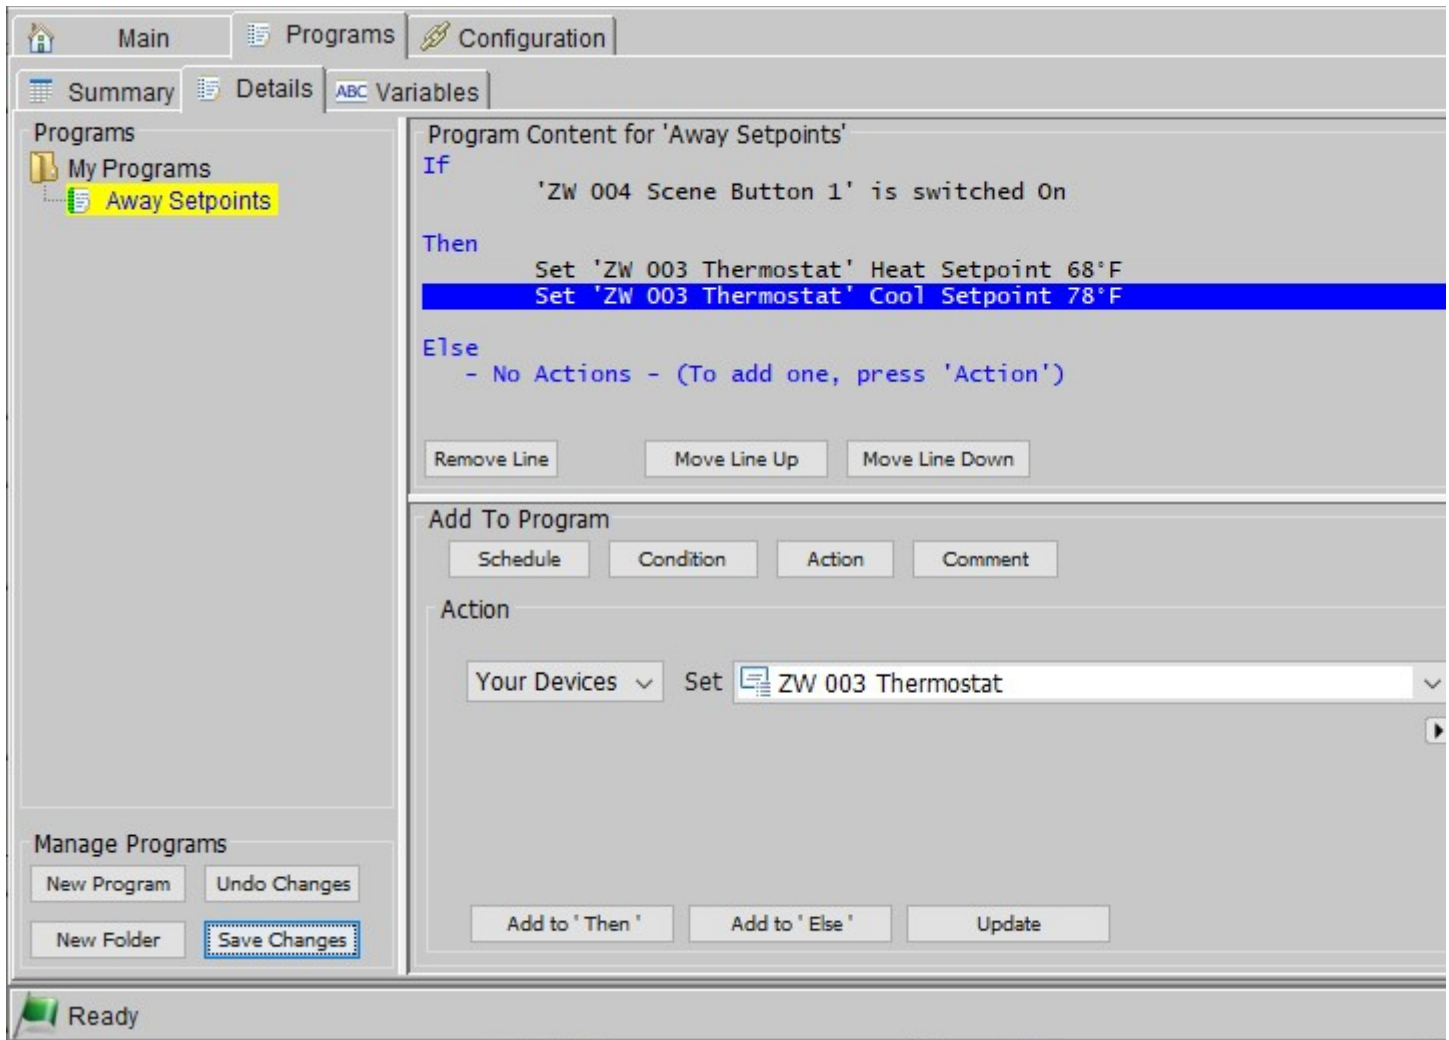 Main Programs Configuration
Summary Details ABC Variables
Programs
My Programs
Away Setpoints
Program Content for 'Away Setpoints'
If
'ZW 004 Scene Button 1' is switched On
Then
Set 'ZW 003 Thermostat' Heat Setpoint 68°F
Set 'ZW 003 Thermostat' Cool Setpoint 78°F
Else
- No Actions - (To add one, press 'Action')
Remove Line Move Line Up Move Line Down
Add To Program
Schedule Condition Action Comment
Action
Your Devices Set ZW 003 Thermostat
Manage Programs
New Program Undo Changes
New Folder Save Changes
Add to ' Then ' Add to ' Else ' Update
Ready